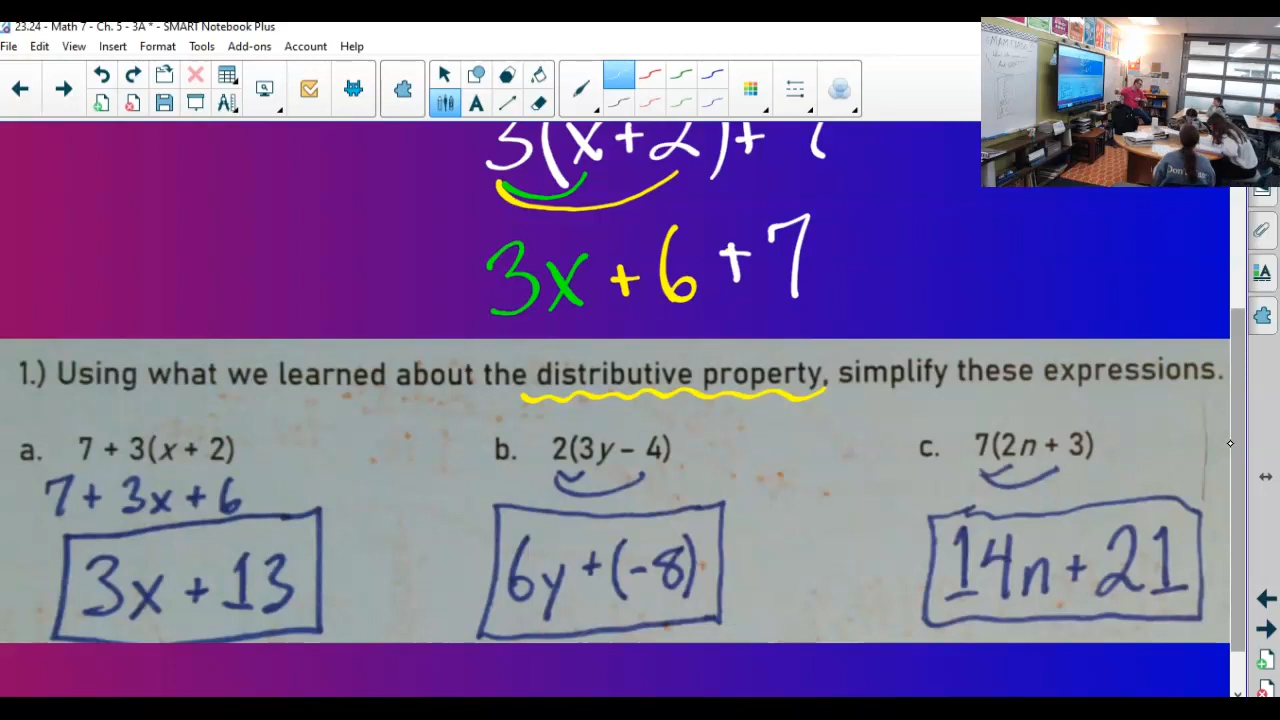 23.24 - Math 7 - Ch. 5 - 3A * - SMART Notebook Plus
File Edit View Insert Format Tools Add-ons Account Help
3(x+2)+7
3x+6+7
1.) Using what we learned about the distributive property, simplify these expressions.
a. 7 + 3(x + 2)
b. 2(3y – 4)
c. 7(2n + 3)
7+3x+6
3x+13
6y+(-8)
14n+21